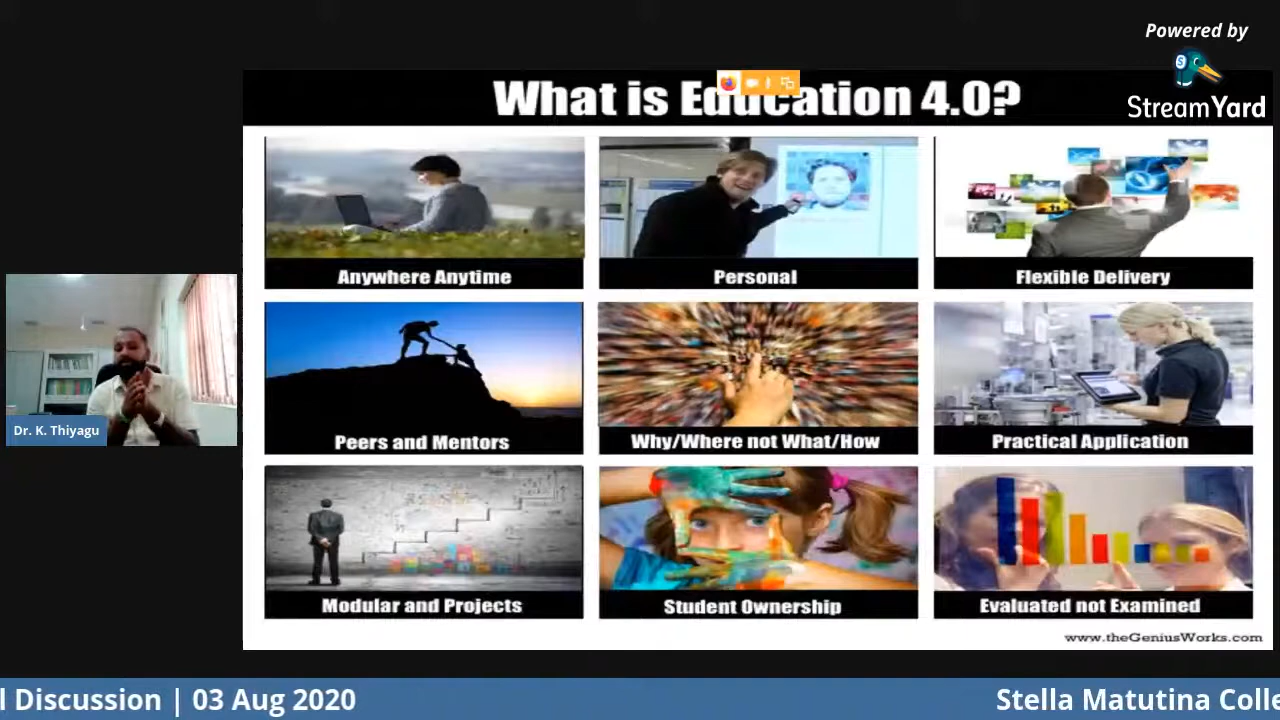 Powered by
StreamYard
What is Education 4.0?
Anywhere Anytime
Personal
Flexible Delivery
Peers and Mentors
Why/Where not What/How
Practical Application
Modular and Projects
Student Ownership
Evaluated not Examined
www.theGeniusWorks.com
Dr. K. Thiyagu
l Discussion | 03 Aug 2020
Stella Matutina Colle